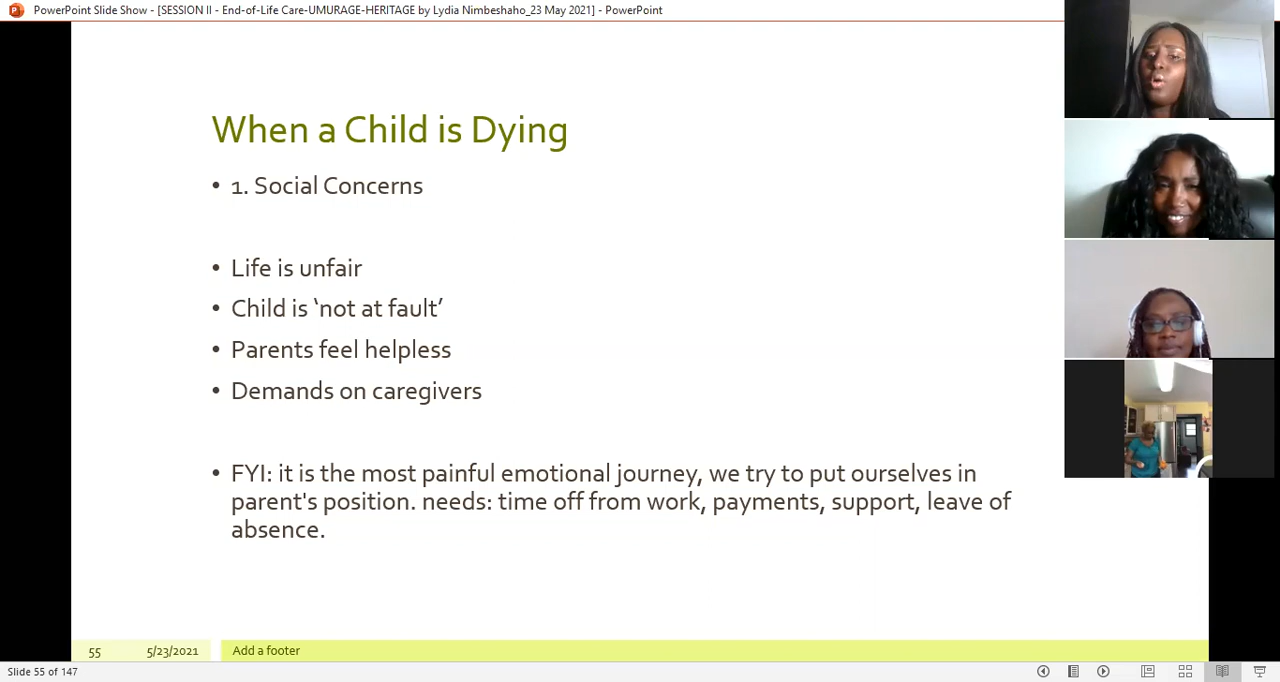 PowerPoint Slide Show - [SESSION II - End-of-Life Care-UMURAGE-HERITAGE by Lydia Nimbeshaho_23 May 2021] - PowerPoint
When a Child is Dying
• 1. Social Concerns
• Life is unfair
• Child is ‘not at fault’
• Parents feel helpless
• Demands on caregivers
• FYI: it is the most painful emotional journey, we try to put ourselves in
parent's position. needs: time off from work, payments, support, leave of
absence.
55 5/23/2021 Add a footer
Slide 55 of 147